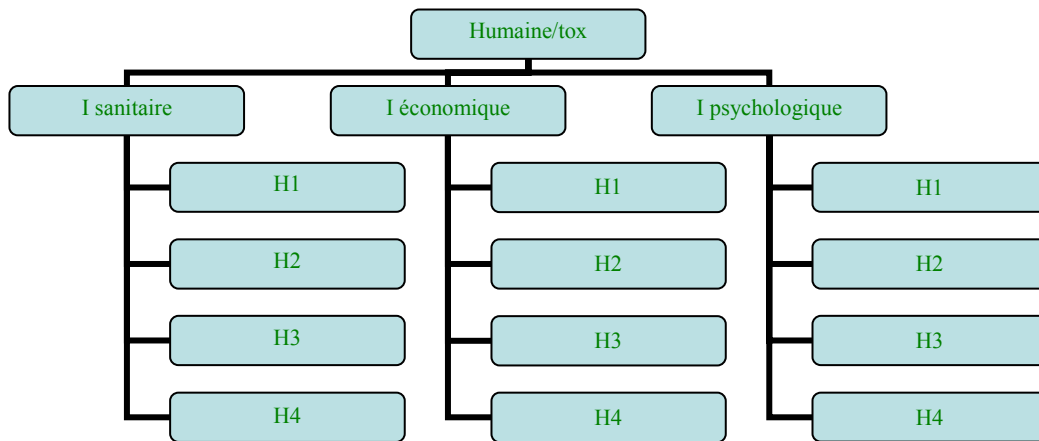 Humaine/tox
I sanitaire
I économique
I psychologique
H1
H1
H1
H2
H2
H2
H3
H3
H3
H4
H4
H4